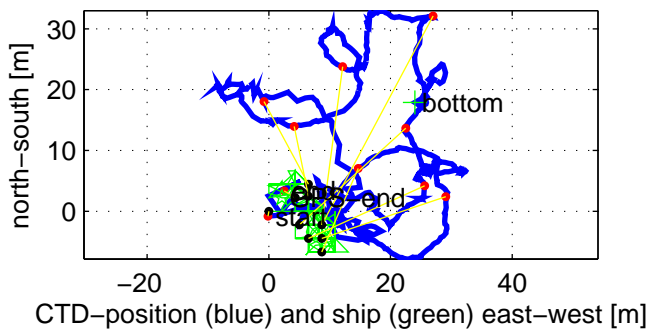 30
20
10
0
north−south [m]
bottom
GPS−end
start
−20
0
20
40
CTD−position (blue) and ship (green) east−west [m]